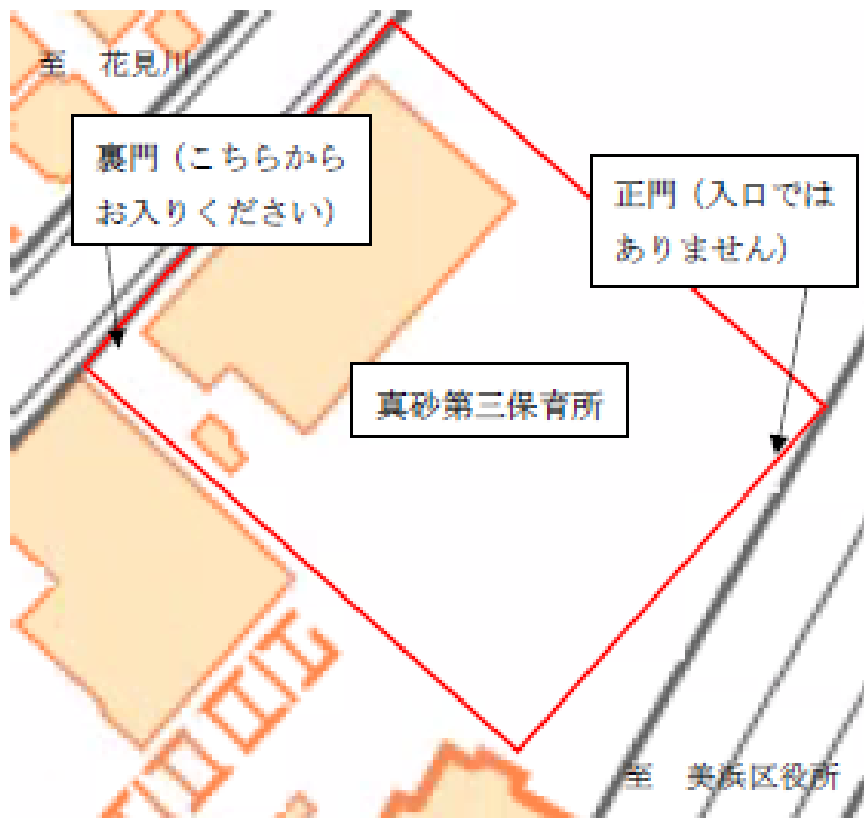 至　花見川
裏門（こちらから
お入りください）
正門（入口では
ありません）
真砂第三保育所
至　美浜区役所